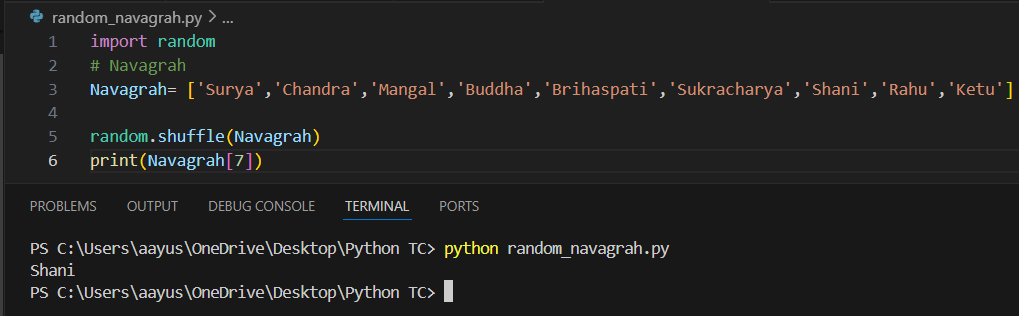 random_navagrah.py > ...
1 import random
2 # Navagrah
3 Navagrah= ['Surya','Chandra','Mangal','Buddha','Brihaspati','Sukracharya','Shani','Rahu','Ketu']
4
5 random.shuffle(Navagrah)
6 print(Navagrah[7])
PROBLEMS OUTPUT DEBUG CONSOLE TERMINAL PORTS
PS C:\Users\aayus\OneDrive\Desktop\Python TC> python random_navagrah.py
Shani
PS C:\Users\aayus\OneDrive\Desktop\Python TC>